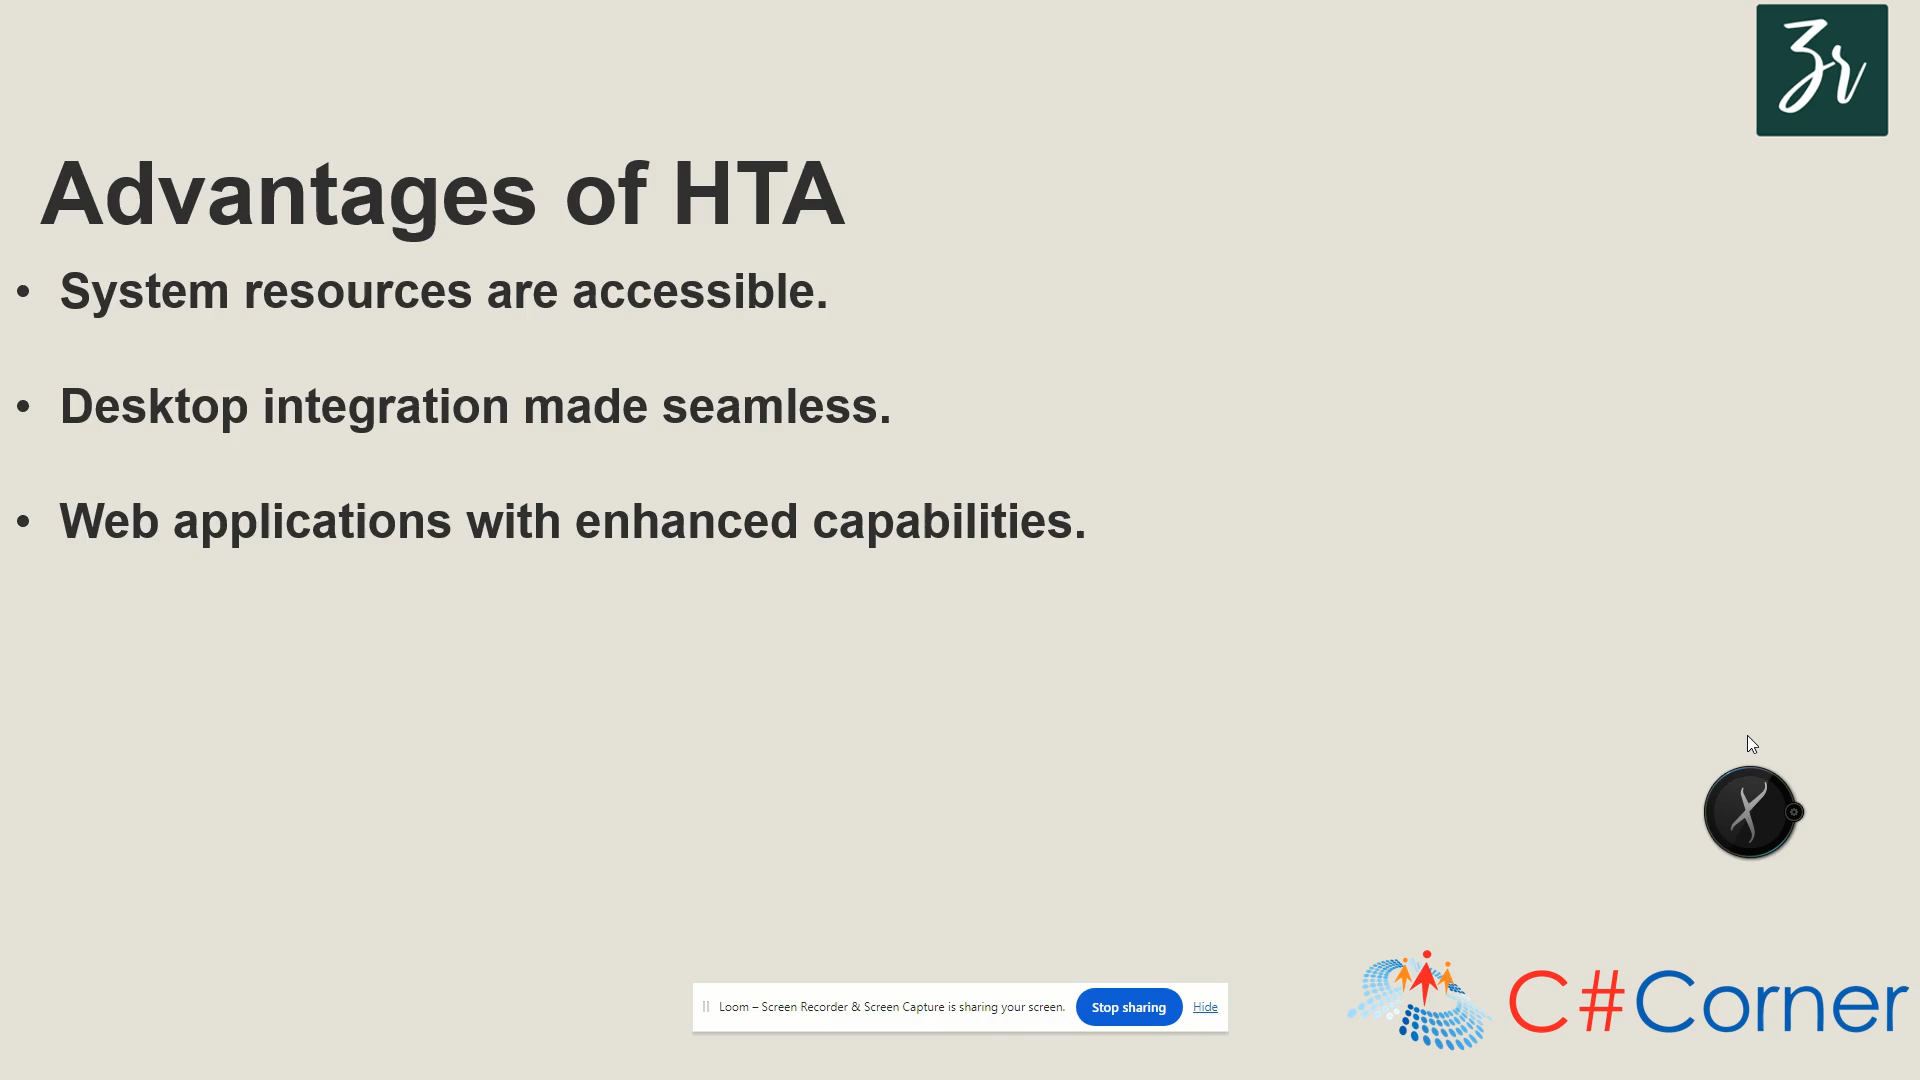 Zr
Advantages of HTA
• System resources are accessible.
• Desktop integration made seamless.
• Web applications with enhanced capabilities.
Loom – Screen Recorder & Screen Capture is sharing your screen. Stop sharing Hide
C#Corner